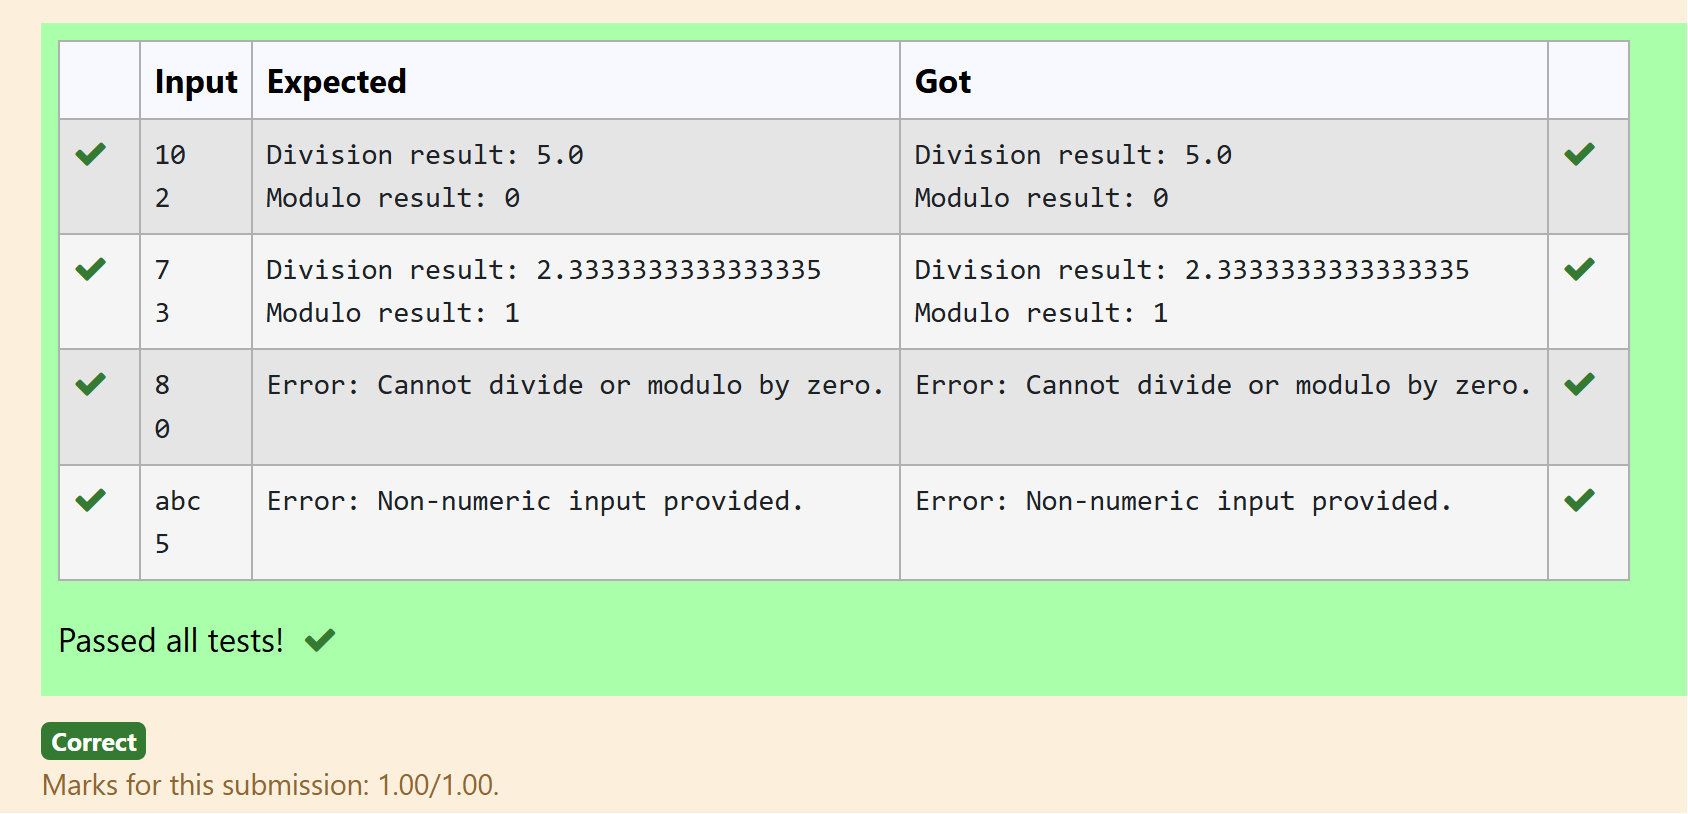 Input Expected Got
10 Division result: 5.0 Division result: 5.0
2 Modulo result: 0 Modulo result: 0
7 Division result: 2.3333333333333335 Division result: 2.3333333333333335
3 Modulo result: 1 Modulo result: 1
8 Error: Cannot divide or modulo by zero. Error: Cannot divide or modulo by zero.
0
abc Error: Non-numeric input provided. Error: Non-numeric input provided.
5
Passed all tests!
Correct
Marks for this submission: 1.00/1.00.